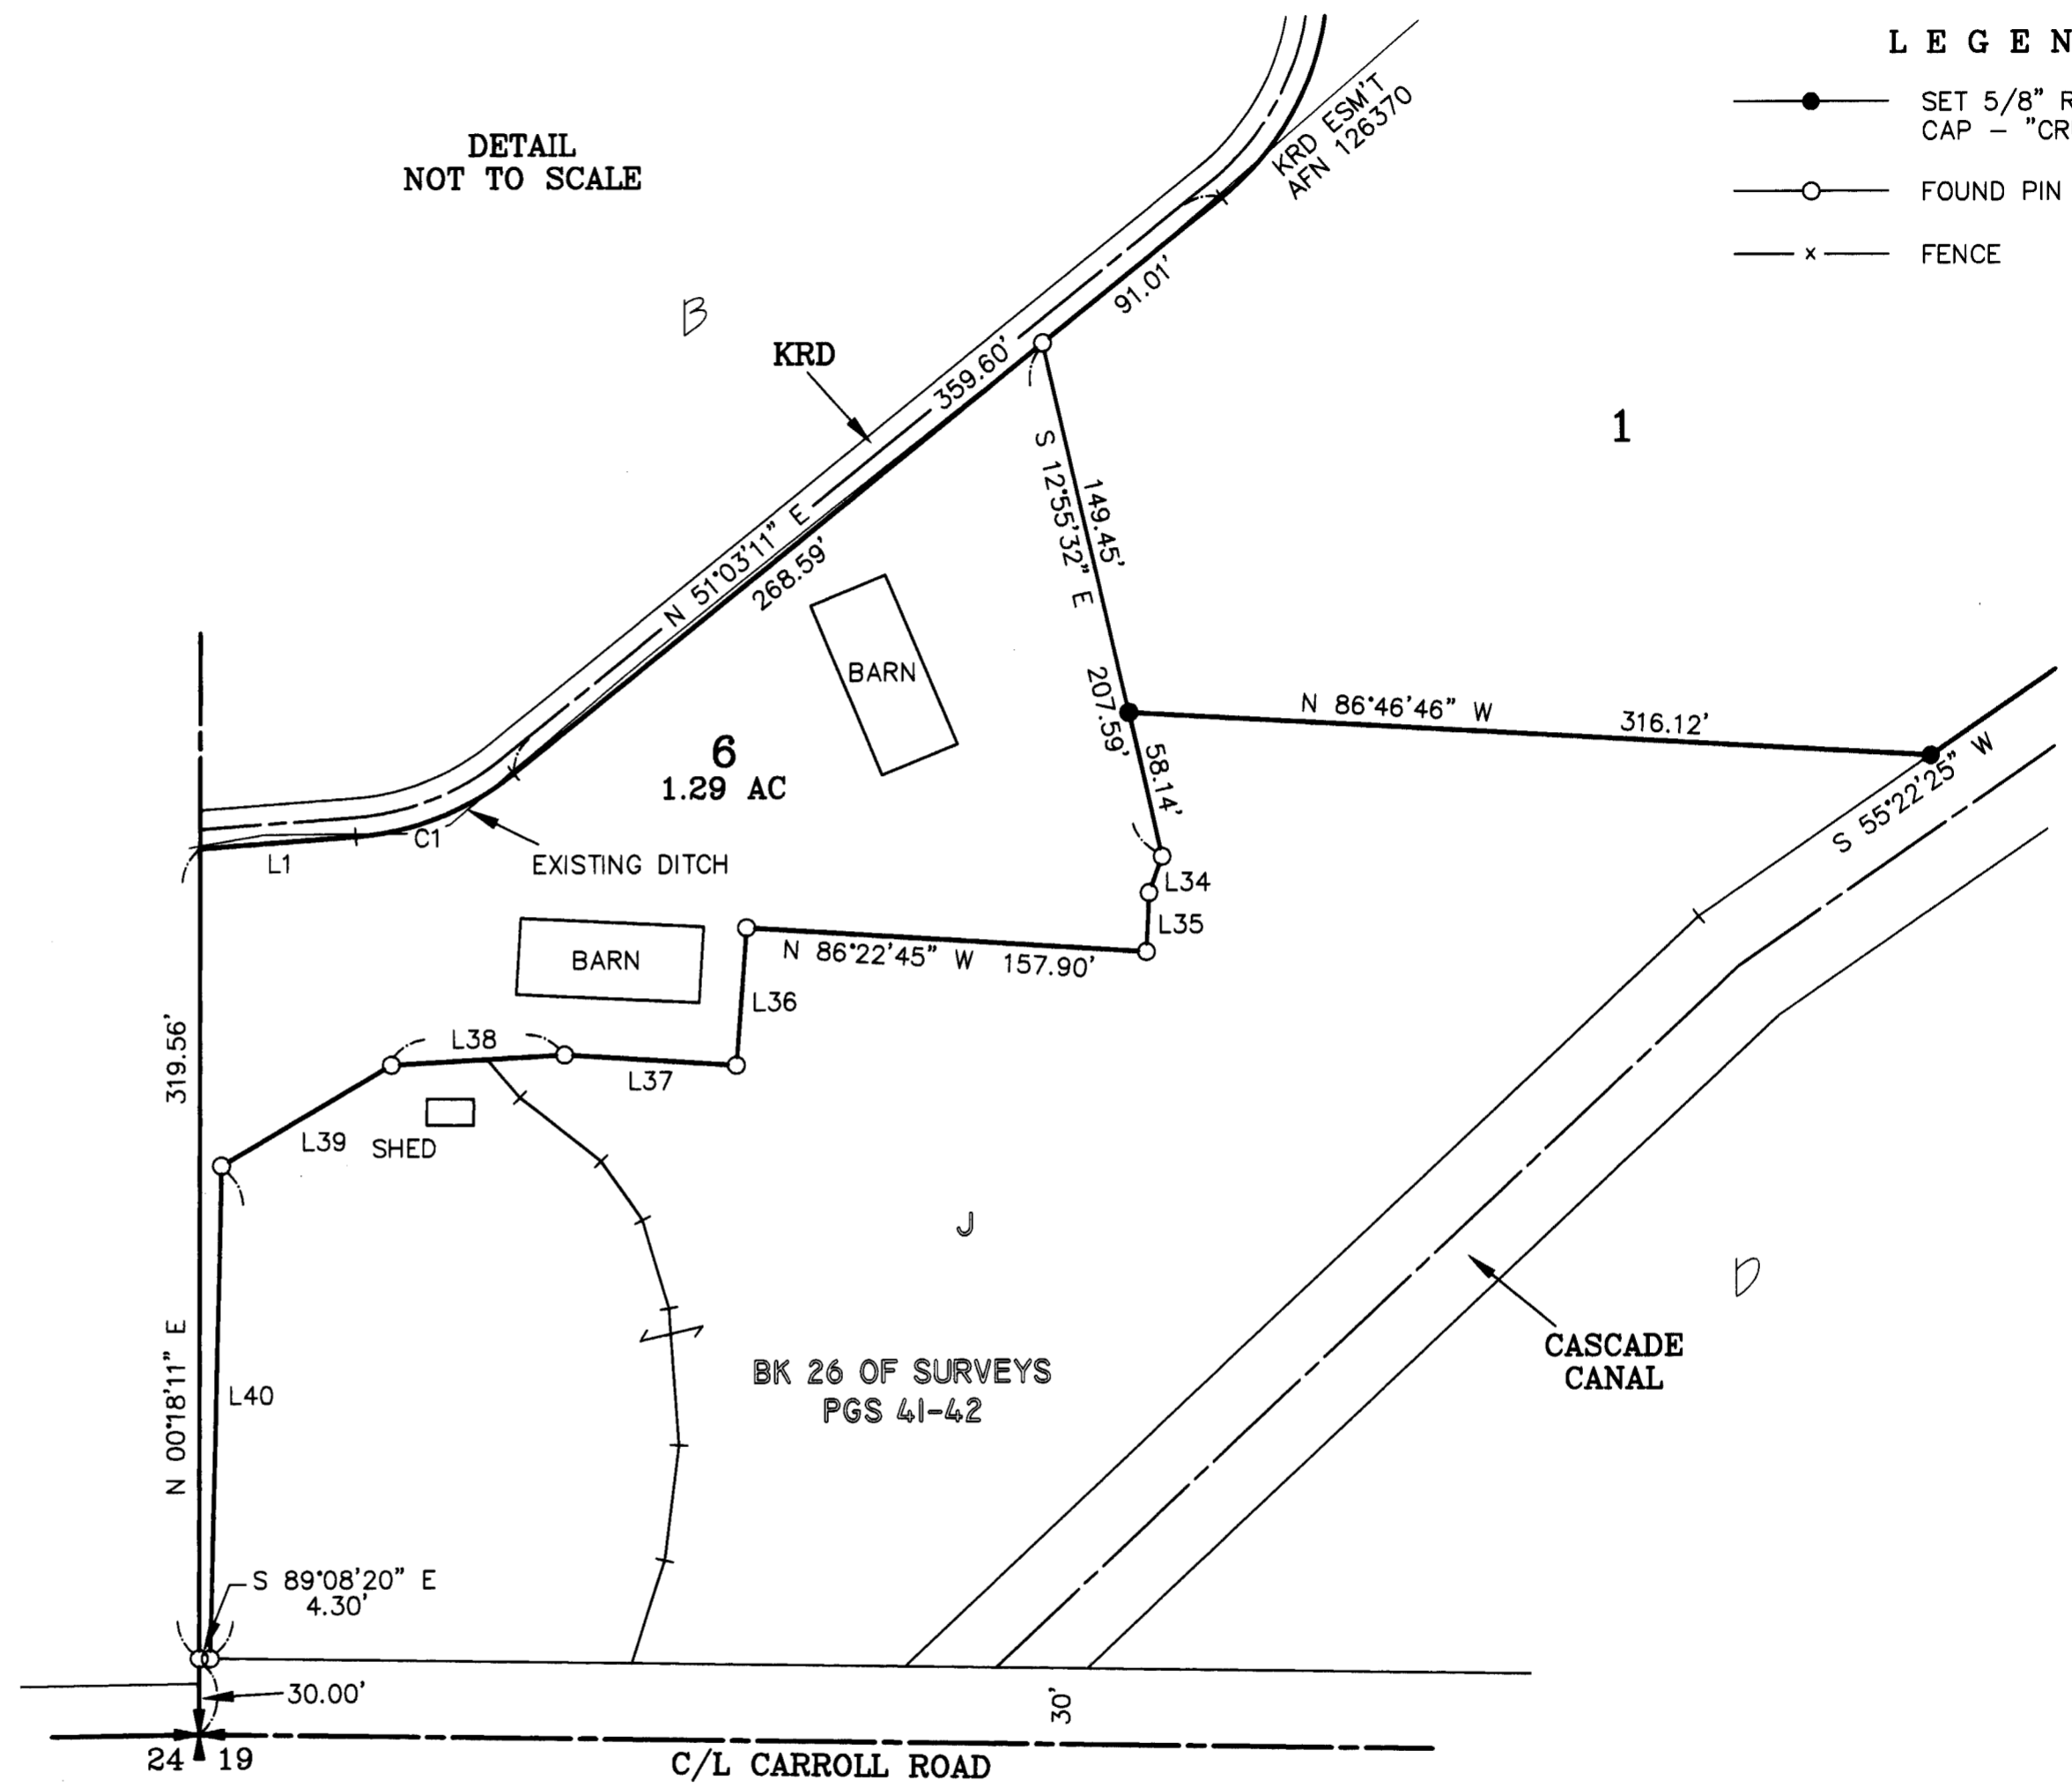 L E G E N
SET 5/8" R
CAP - "CR
FOUND PIN
x FENCE
DETAIL
NOT TO SCALE
KRD ESM'T
AFN 126370
B
KRD
91.01'
359.60'
N 51°03'11" E
268.59'
1
S 12°55'32" E
149.45'
207.59'
58.14'
BARN
6
1.29 AC
N 86°46'46" W 316.12'
S 55°22'25" W
L1
C1
EXISTING DITCH
L34
L35
BARN
N 86°22'45" W 157.90'
L36
L38
L37
L39
SHED
319.56'
N 00°18'11" E
L40
J
D
BK 26 OF SURVEYS
PGS 41-42
CASCADE
CANAL
S 89°08'20" E
4.30'
30.00'
30'
24 19
C/L CARROLL ROAD